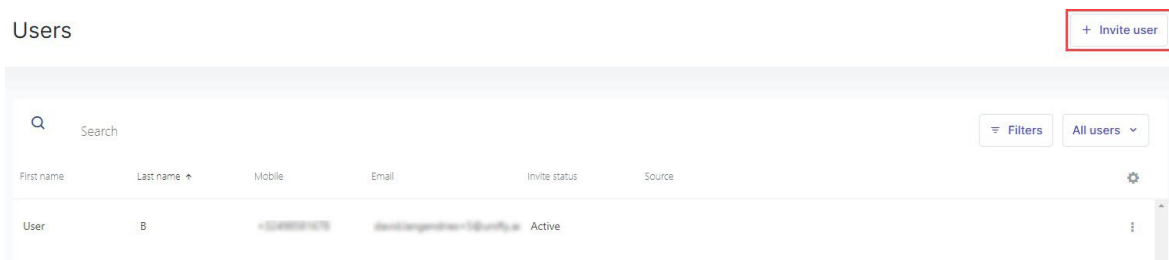 Users
+ Invite user
Search
Filters
All users
First name Last name ↑ Mobile Email Invite status Source
User B Active